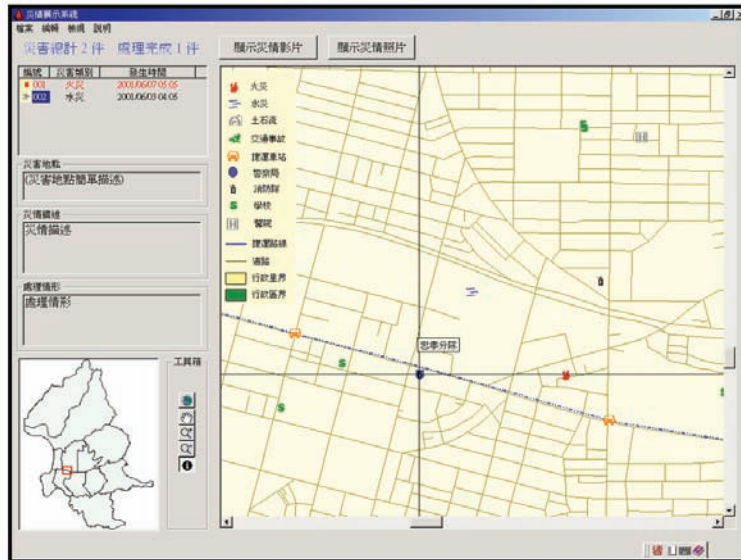 災情展示系統
檔案 編輯 檢視 說明
災害總計 2 件 處理完成 1 件
顯示災情影片
顯示災情照片
編號 災害類別 發生時間
001 火災 2001/06/07 05:05
002 水災 2001/06/03 04:05
災害地點
(災害地點簡單描述)
災情描述
災情描述
處理情形
處理情形
工具箱
火災
水災
土石流
交通事故
捷運車站
警察局
消防隊
學校
醫院
捷運路線
道路
行政里界
行政區界
忠孝分隊